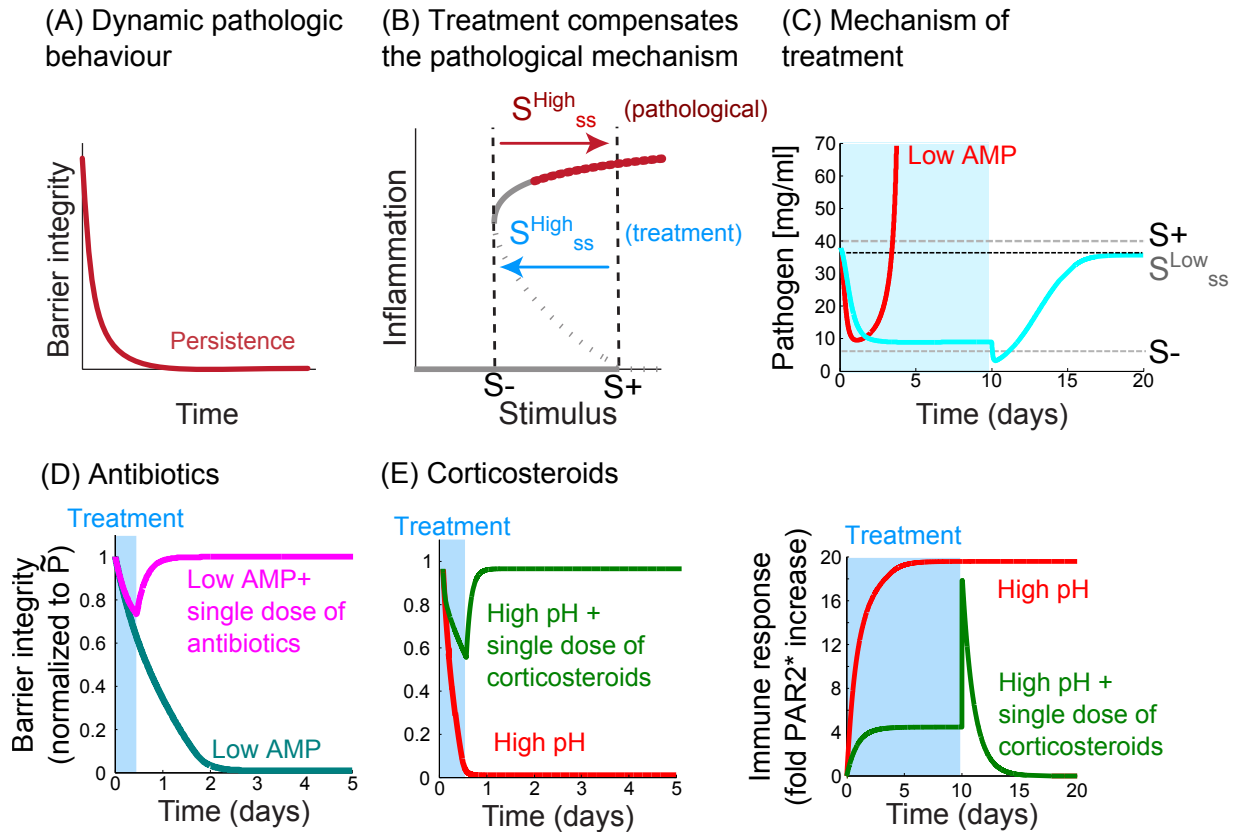 (A) Dynamic pathologic
behaviour
Barrier integrity
Persistence
Time
(B) Treatment compensates
the pathological mechanism
S^High_ss (pathological)
S^High_ss (treatment)
Inflammation
S- S+
Stimulus
(C) Mechanism of
treatment
Pathogen [mg/ml]
70
60
50
40
30
20
10
0
Low AMP
S+
S^Low_ss
S-
0 5 10 15 20
Time (days)
(D) Antibiotics
Treatment
Barrier integrity
(normalized to P̃)
1
0.8
0.6
0.4
0.2
0
Low AMP+
single dose of
antibiotics
Low AMP
0 1 2 3 4 5
Time (days)
(E) Corticosteroids
Treatment
1
0.8
0.6
0.4
0.2
0
High pH +
single dose of
corticosteroids
High pH
0 1 2 3 4 5
Time (days)
Treatment
Immune response
(fold PAR2* increase)
20
16
12
8
4
0
High pH
High pH +
single dose of
corticosteroids
0 5 10 15 20
Time (days)